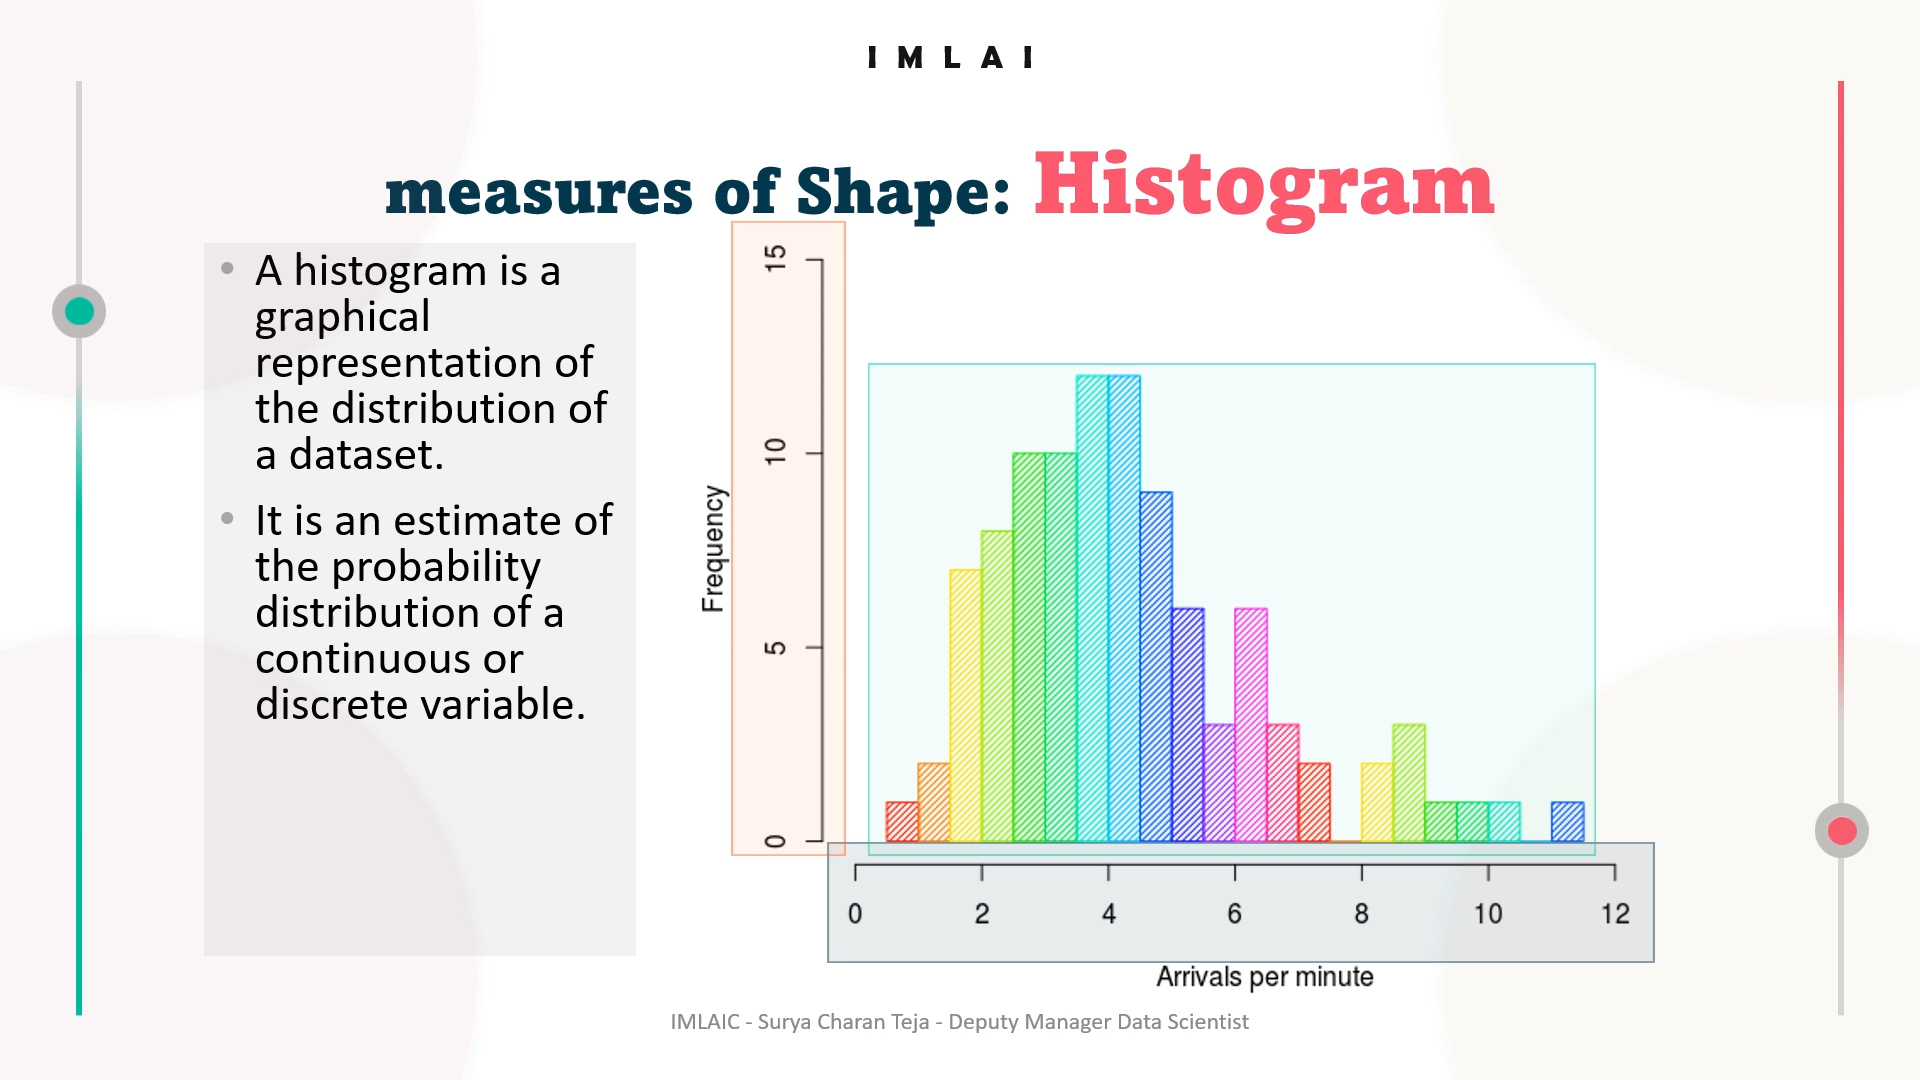 IMLAI
measures of Shape: Histogram
• A histogram is a
graphical
representation of
the distribution of
a dataset.
• It is an estimate of
the probability
distribution of a
continuous or
discrete variable.
Frequency
15
10
5
0
0 2 4 6 8 10 12
Arrivals per minute
IMLAIC - Surya Charan Teja - Deputy Manager Data Scientist